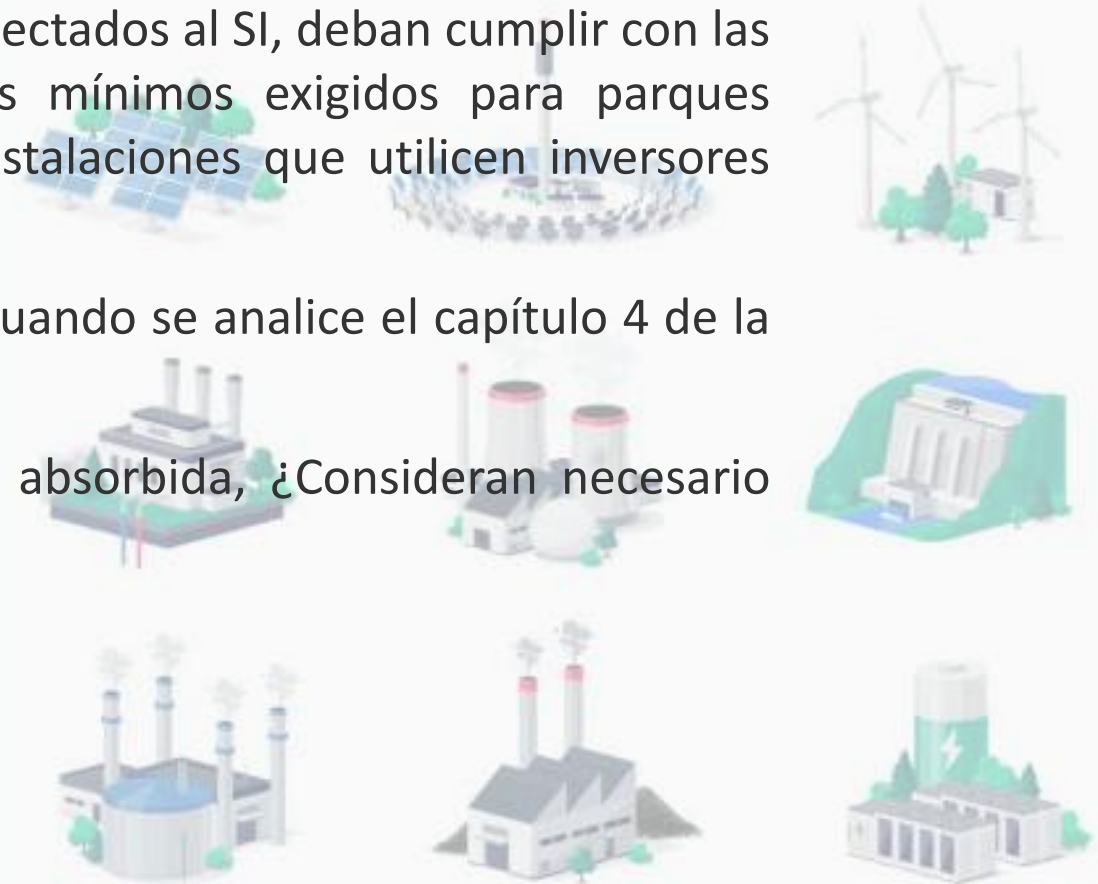 ectados al SI, deban cumplir con las
s mínimos exigidos para parques
stalaciones que utilicen inversores
uando se analice el capítulo 4 de la
absorbida, ¿Consideran necesario